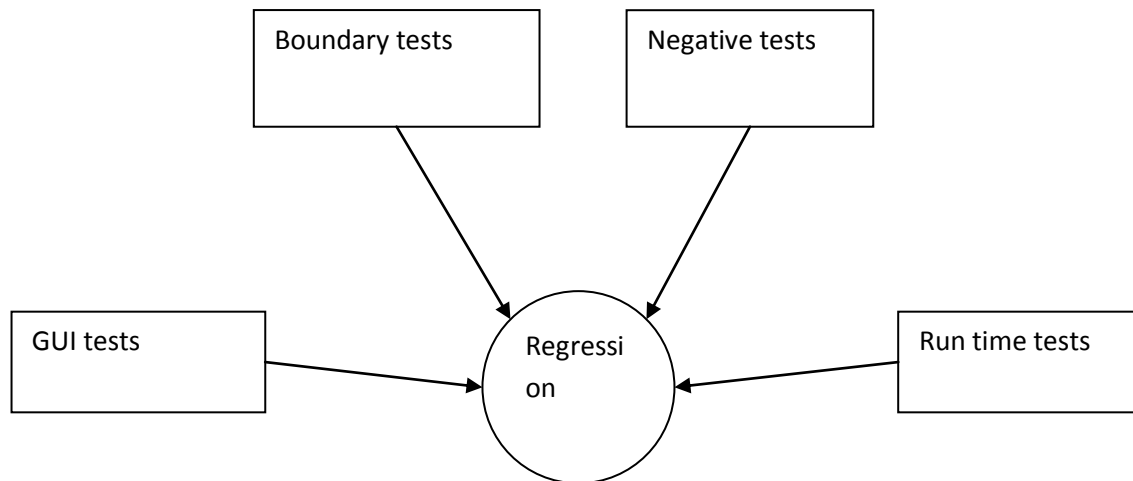 Boundary tests
Negative tests
GUI tests
Regressi
on
Run time tests